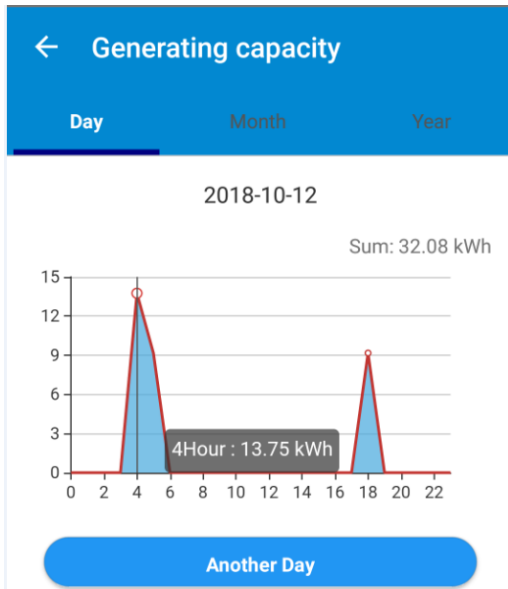 Generating capacity
Day Month Year
2018-10-12
Sum: 32.08 kWh
15
12
9
6
4Hour : 13.75 kWh
3
0
0 2 4 6 8 10 12 14 16 18 20 22
Another Day